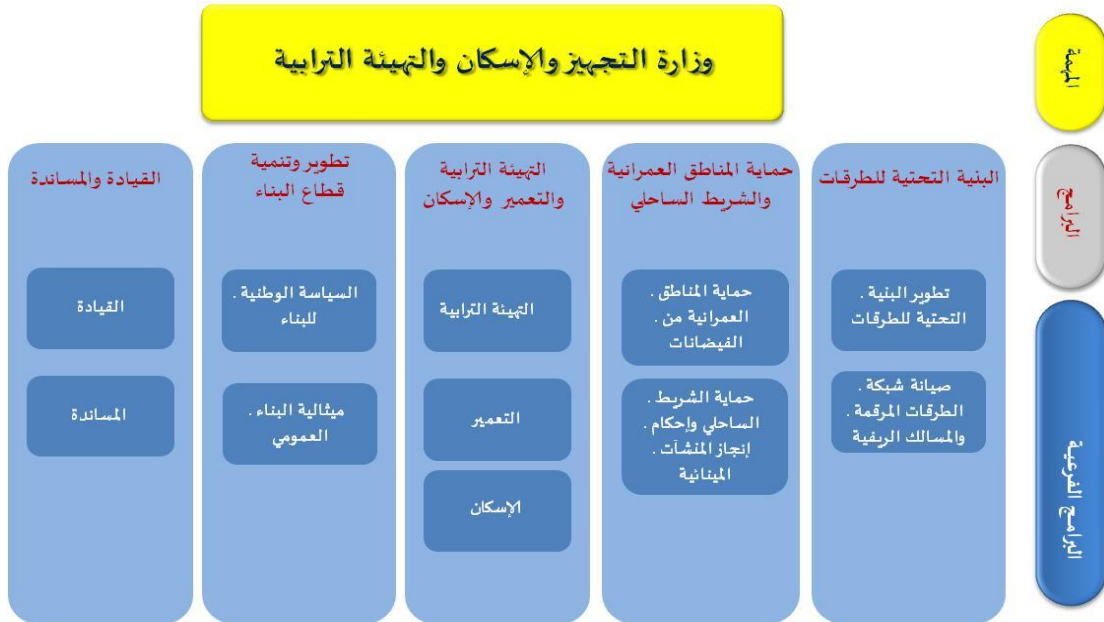 وزارة التجهيز والإسكان والتهيئة الترابية
المهمة
البرامج
البرامج الفرعية
البنية التحتية للطرقات
تطوير البنية .
التحتية للطرقات
صيانة شبكة .
الطرقات المرقمة .
والمسالك الريفية
حماية المناطق العمرانية
والشريط الساحلي
حماية المناطق .
العمرانية من .
الفيضانات
حماية الشريط .
الساحلي وإحكام .
إنجاز المنشآت .
المينائية
التهيئة الترابية
والتعمير والإسكان
التهيئة الترابية
التعمير
الإسكان
تطوير وتنمية
قطاع البناء
السياسة الوطنية .
للبناء
ميثالية البناء .
العمومي
القيادة والمساندة
القيادة
المساندة